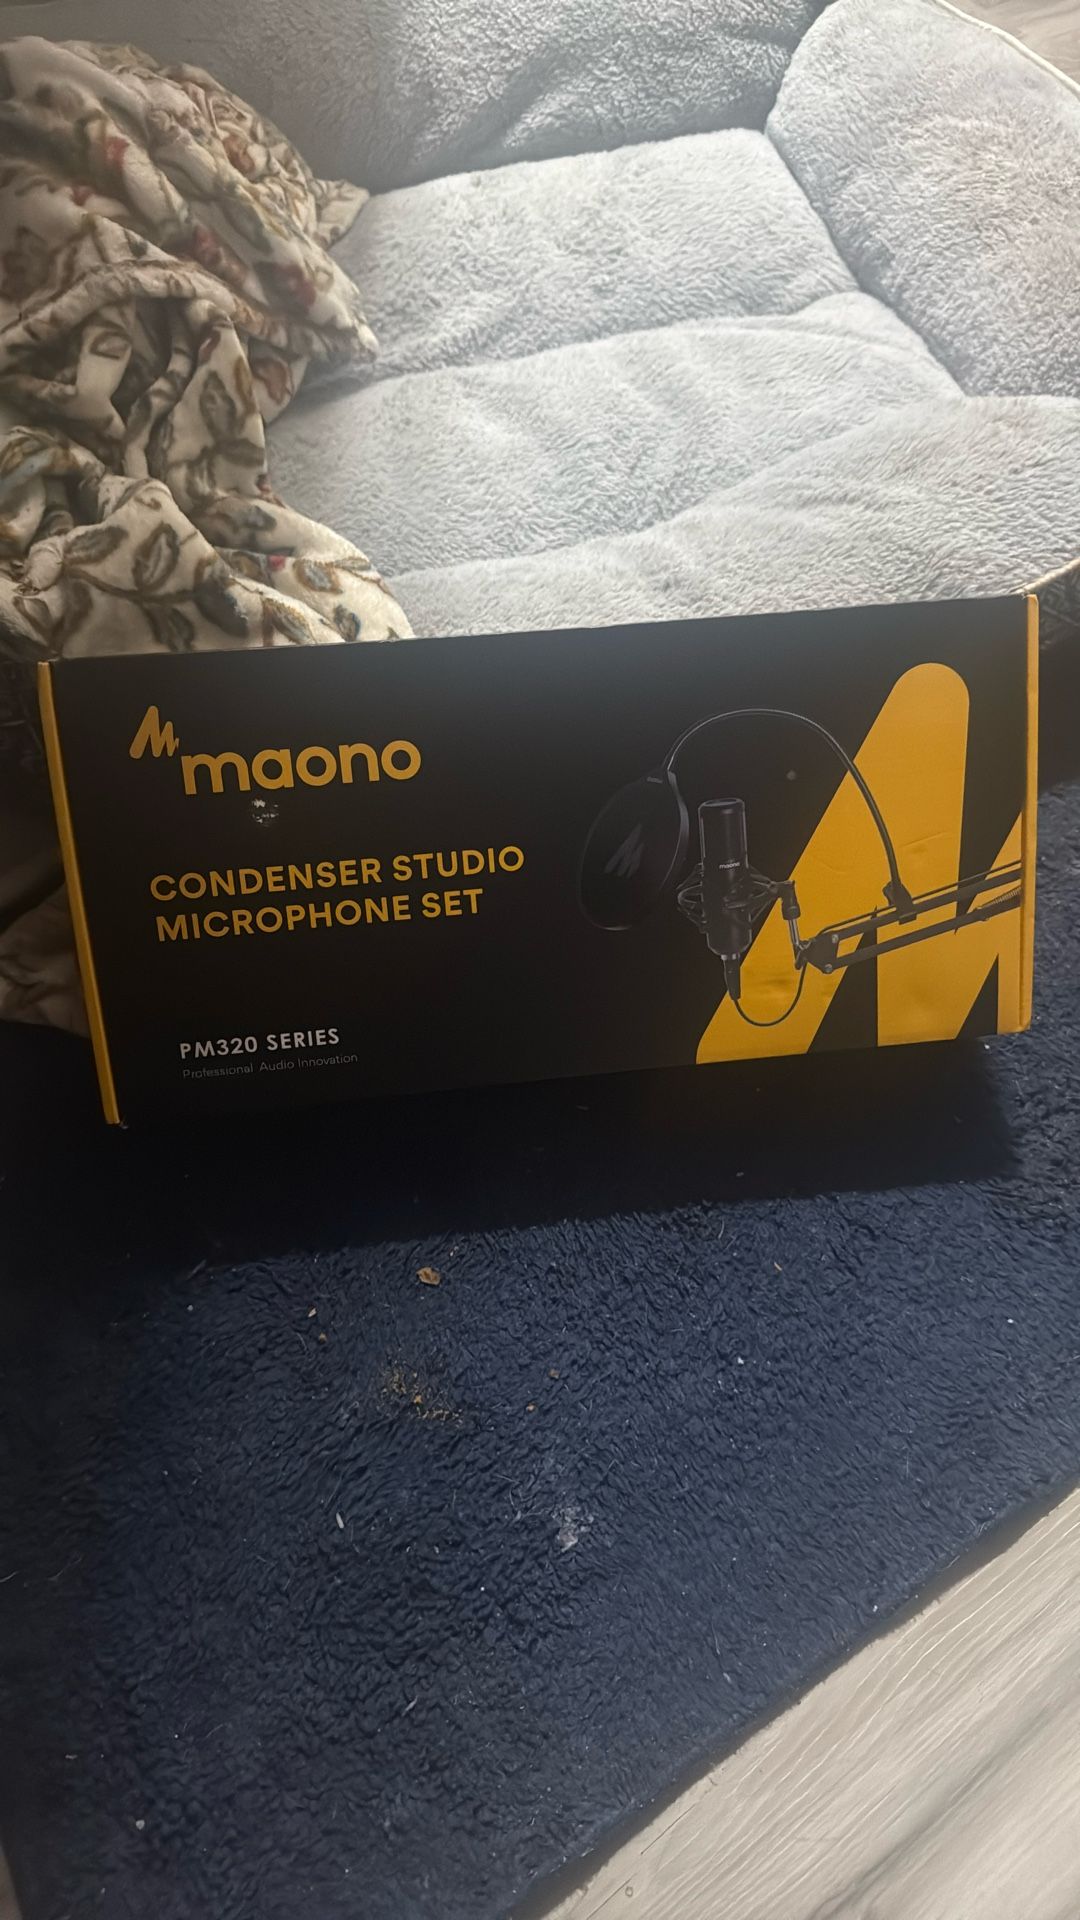 maono
CONDENSER STUDIO
MICROPHONE SET
PM320 SERIES
Professional Audio Innovation
maono